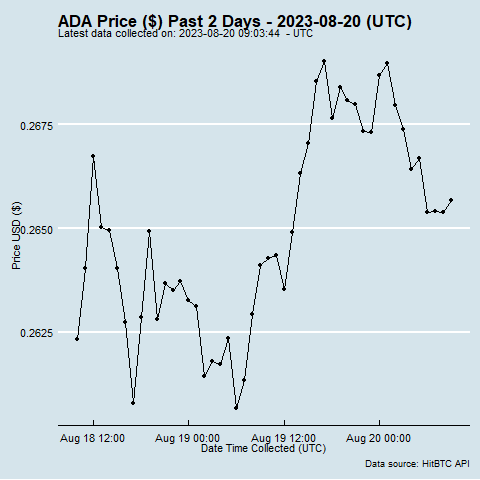 ADA Price ($) Past 2 Days - 2023-08-20 (UTC)
Latest data collected on: 2023-08-20 09:03:44 - UTC
0.2675
0.2650
0.2625
Price USD ($)
Aug 18 12:00 Aug 19 00:00 Aug 19 12:00 Aug 20 00:00
Date Time Collected (UTC)
Data source: HitBTC API